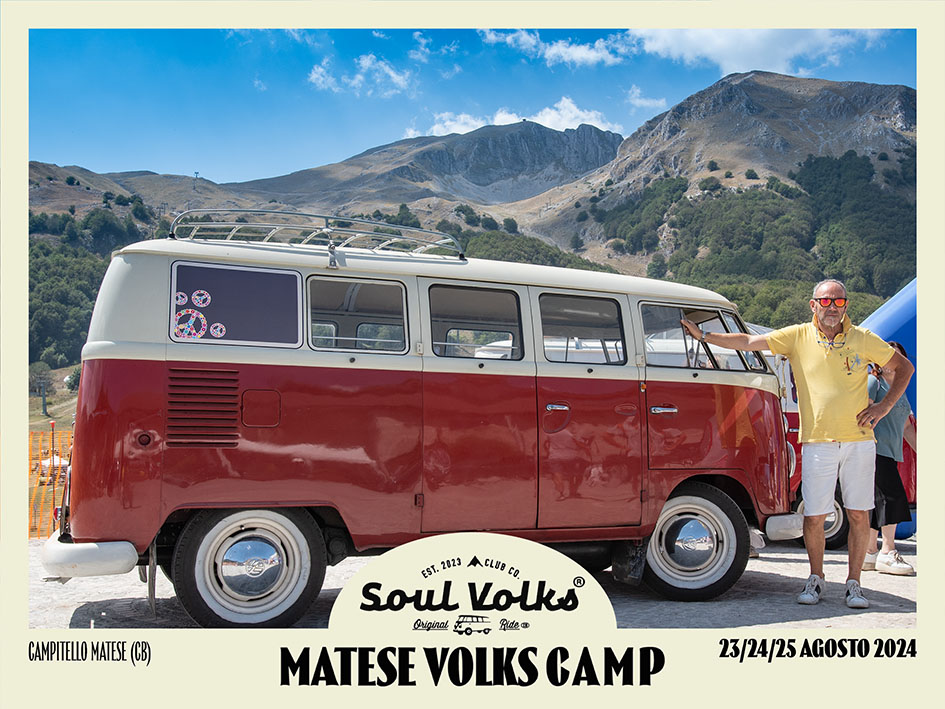 EST. 2023 CLUB CO.
Soul Volks®
Original Ride
CAMPITELLO MATESE (CB)
23/24/25 AGOSTO 2024
MATESE VOLKS CAMP